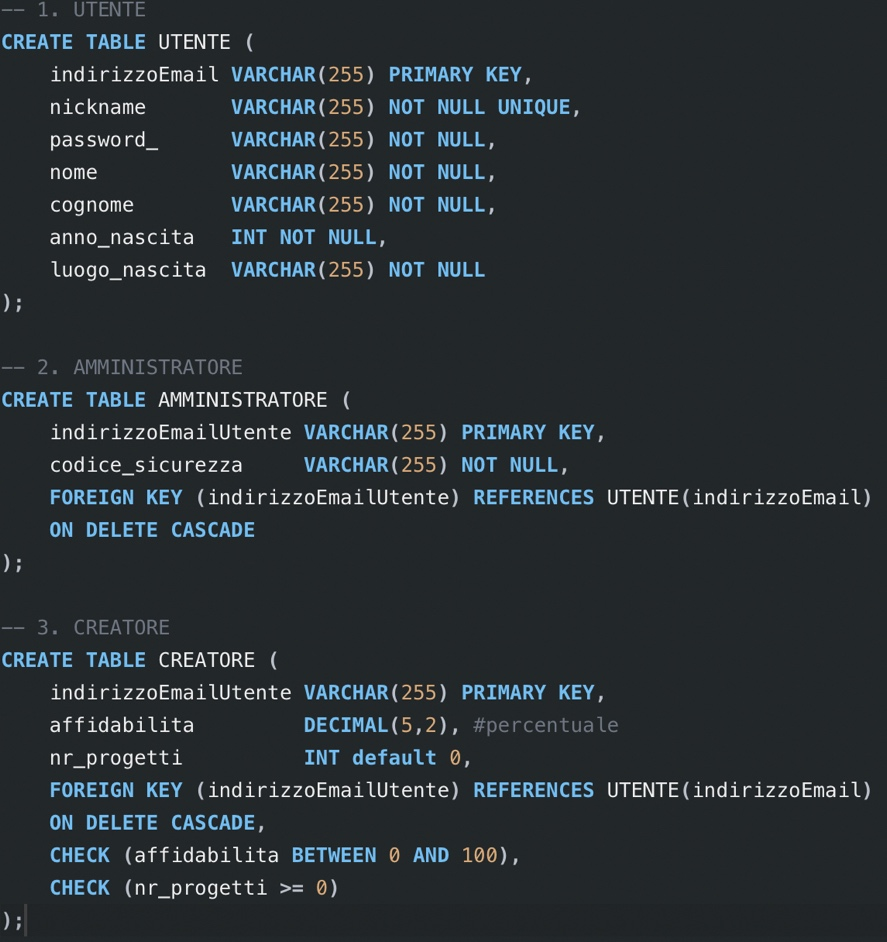 -- 1. UTENTE
CREATE TABLE UTENTE (
    indirizzoEmail VARCHAR(255) PRIMARY KEY,
    nickname       VARCHAR(255) NOT NULL UNIQUE,
    password_      VARCHAR(255) NOT NULL,
    nome           VARCHAR(255) NOT NULL,
    cognome        VARCHAR(255) NOT NULL,
    anno_nascita   INT NOT NULL,
    luogo_nascita  VARCHAR(255) NOT NULL
);
-- 2. AMMINISTRATORE
CREATE TABLE AMMINISTRATORE (
    indirizzoEmailUtente VARCHAR(255) PRIMARY KEY,
    codice_sicurezza     VARCHAR(255) NOT NULL,
    FOREIGN KEY (indirizzoEmailUtente) REFERENCES UTENTE(indirizzoEmail)
    ON DELETE CASCADE
);
-- 3. CREATORE
CREATE TABLE CREATORE (
    indirizzoEmailUtente VARCHAR(255) PRIMARY KEY,
    affidabilita         DECIMAL(5,2), #percentuale
    nr_progetti          INT default 0,
    FOREIGN KEY (indirizzoEmailUtente) REFERENCES UTENTE(indirizzoEmail)
    ON DELETE CASCADE,
    CHECK (affidabilita BETWEEN 0 AND 100),
    CHECK (nr_progetti >= 0)
);